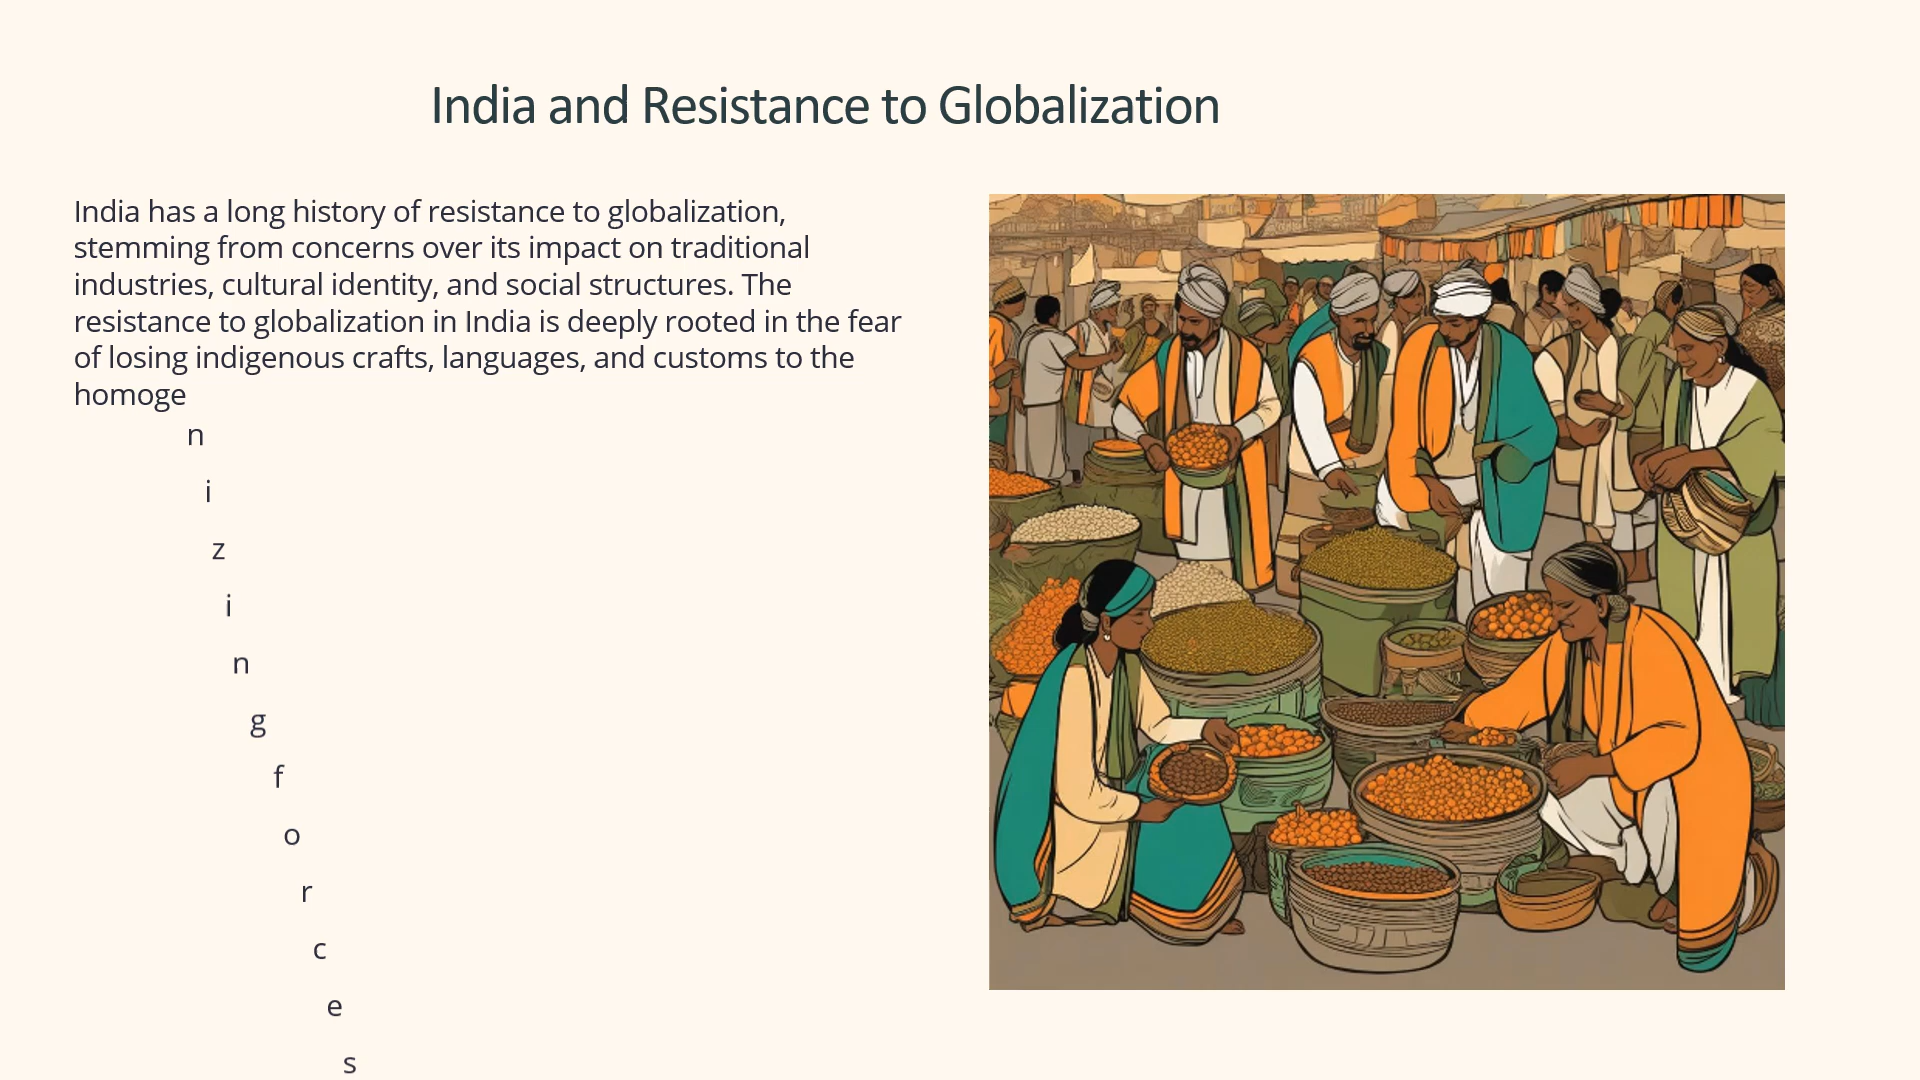 India and Resistance to Globalization
India has a long history of resistance to globalization,
stemming from concerns over its impact on traditional
industries, cultural identity, and social structures. The
resistance to globalization in India is deeply rooted in the fear
of losing indigenous crafts, languages, and customs to the
homoge
n
i
z
i
n
g
f
o
r
c
e
s